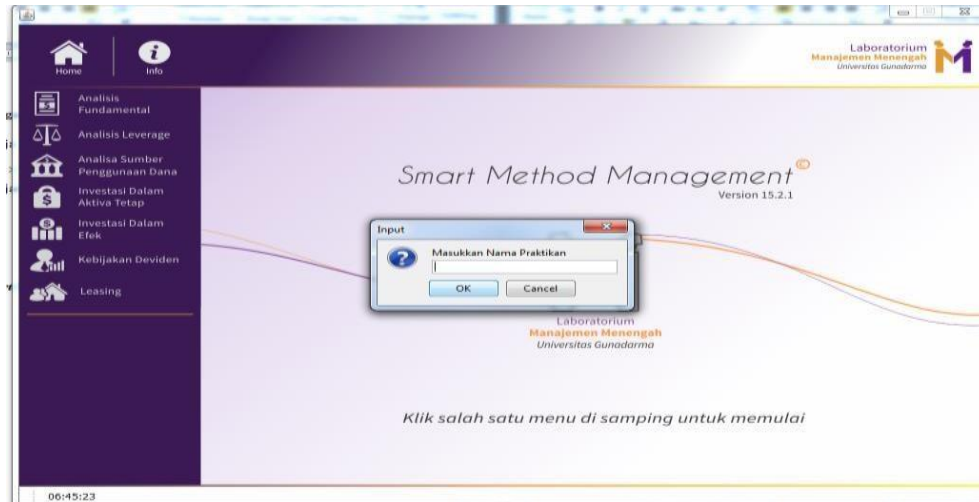 Home
Info
Laboratorium
Manajemen Menengah
Universitas Gunadarma
Analisis
Fundamental
Analisis Leverage
Analisa Sumber
Penggunaan Dana
Investasi Dalam
Aktiva Tetap
Investasi Dalam
Efek
Kebijakan Deviden
Leasing
Smart Method Management©
Version 15.2.1
Input
Masukkan Nama Praktikan
OK
Cancel
Laboratorium
Manajemen Menengah
Universitas Gunadarma
Klik salah satu menu di samping untuk memulai
06:45:23